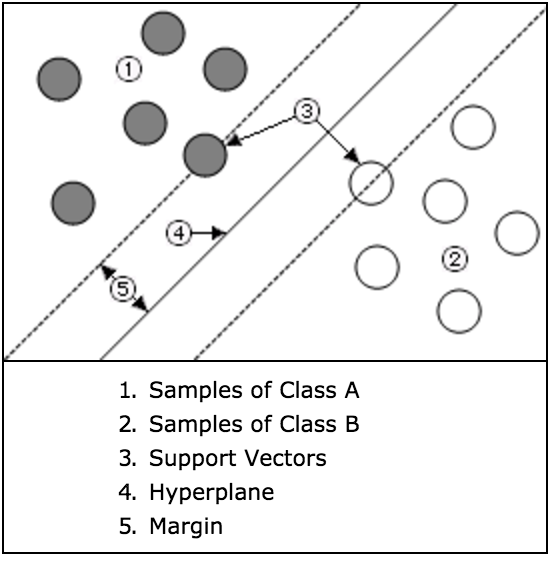 1
3
4
2
5
1. Samples of Class A
2. Samples of Class B
3. Support Vectors
4. Hyperplane
5. Margin